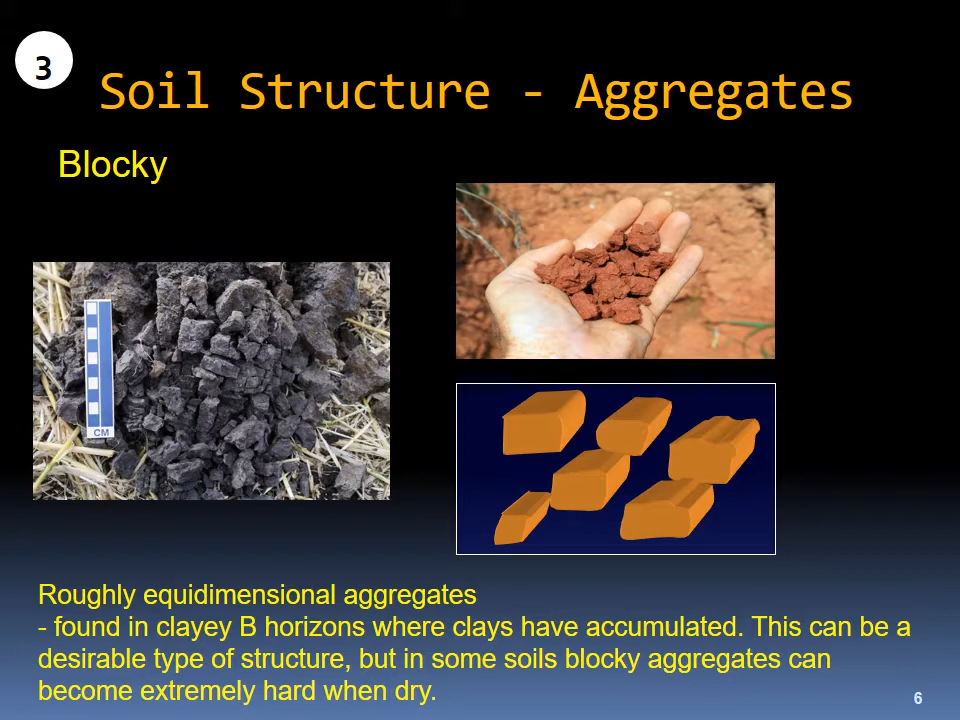 3
Soil Structure - Aggregates
Blocky
CM
Roughly equidimensional aggregates
- found in clayey B horizons where clays have accumulated. This can be a
desirable type of structure, but in some soils blocky aggregates can
become extremely hard when dry.
6